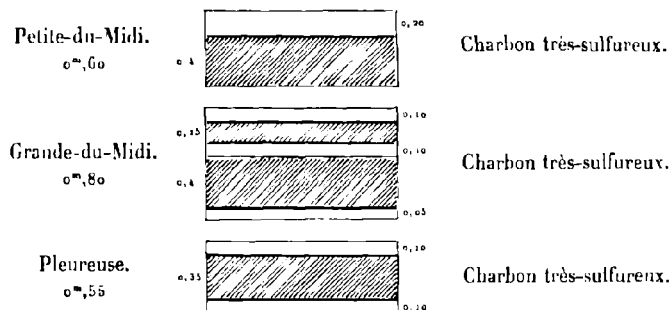 0,20
Petite-du-Midi. Charbon très-sulfureux.
0ᵐ,60 0,4
0,10
0,15
0,10
Grande-du-Midi. Charbon très-sulfureux.
0ᵐ,80 0,4
0,05
0,10
Pleureuse. 0,35 Charbon très-sulfureux.
0ᵐ,55
0,10